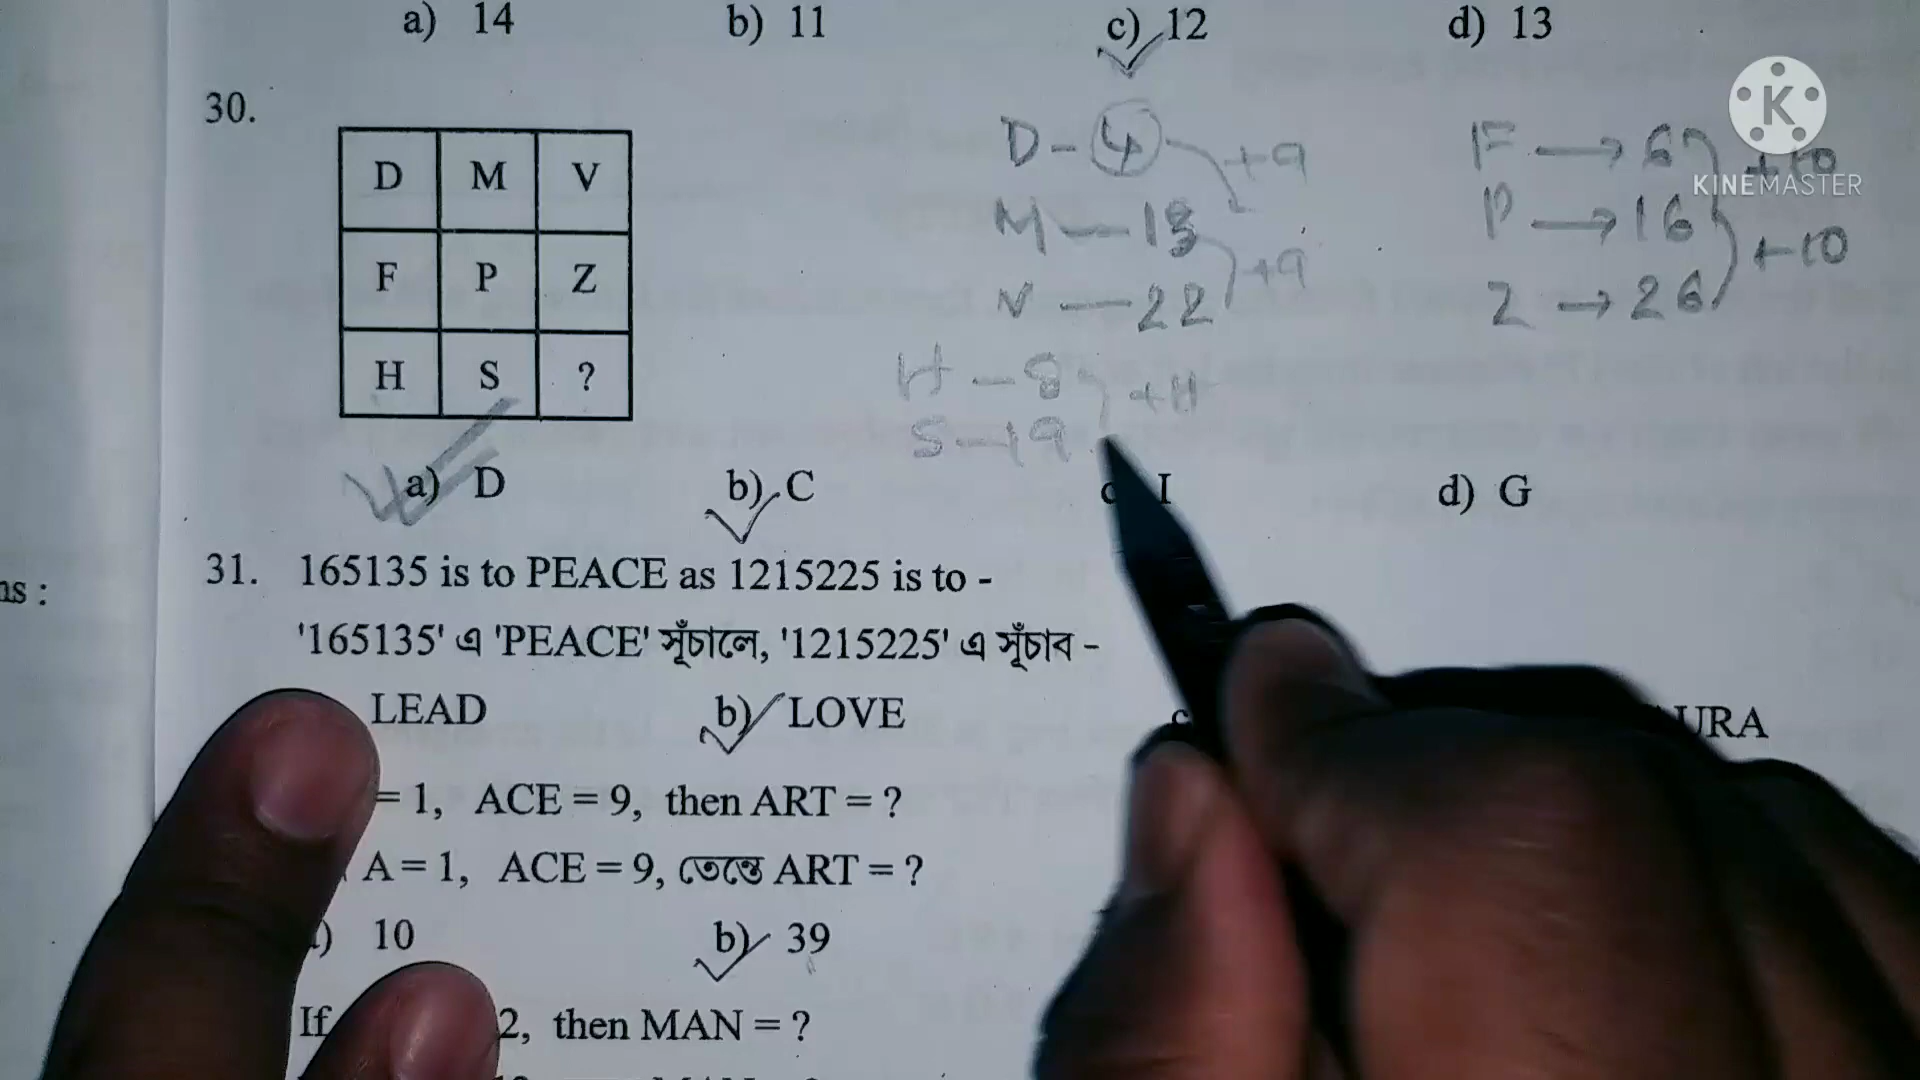 a) 14 b) 11 c) 12 d) 13
30.
D M V
F P Z
H S ?
D - 4 +9
M - 13
V - 22 +9
F → 6 +10
P → 16
Z → 26 +10
H - 8 +11
S - 19
K
KINEMASTER
a) D b) C c I d) G
31. 165135 is to PEACE as 1215225 is to -
'165135' এ 'PEACE' সূঁচালে, '1215225' এ সূঁচাব -
LEAD b) LOVE c URA
= 1, ACE = 9, then ART = ?
A = 1, ACE = 9, তেন্তে ART = ?
) 10 b) 39
If 2, then MAN = ?
ns :